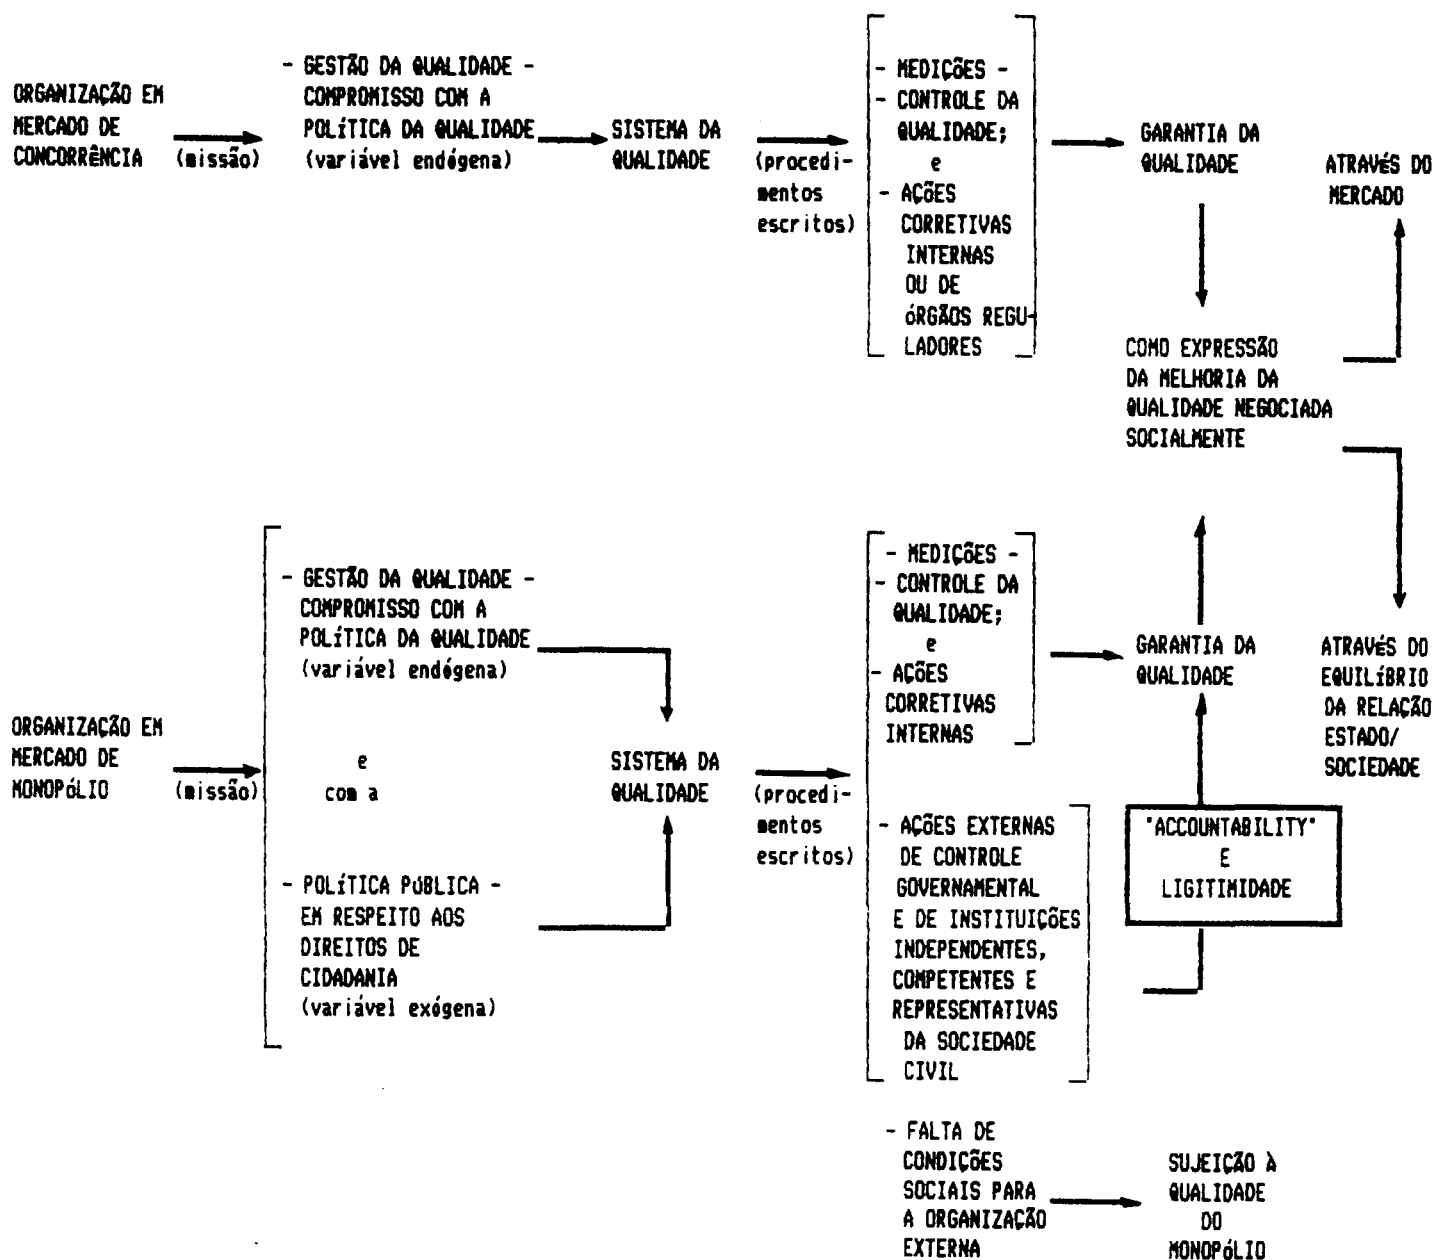 ORGANIZAÇÃO EM
MERCADO DE
CONCORRÊNCIA
(missão)
- GESTÃO DA QUALIDADE -
COMPROMISSO COM A
POLÍTICA DA QUALIDADE
(variável endógena)
SISTEMA DA
QUALIDADE
(procedi-
mentos
escritos)
- MEDIÇÕES -
- CONTROLE DA
QUALIDADE;
e
- AÇÕES
CORRETIVAS
INTERNAS
OU DE
ÓRGÃOS REGU-
LADORES
GARANTIA DA
QUALIDADE
ATRAVÉS DO
MERCADO
COMO EXPRESSÃO
DA MELHORIA DA
QUALIDADE NEGOCIADA
SOCIALMENTE
ORGANIZAÇÃO EM
MERCADO DE
MONOPÓLIO
(missão)
- GESTÃO DA QUALIDADE -
COMPROMISSO COM A
POLÍTICA DA QUALIDADE
(variável endógena)
e
com a
- POLÍTICA PÚBLICA -
EM RESPEITO AOS
DIREITOS DE
CIDADANIA
(variável exógena)
SISTEMA DA
QUALIDADE
(procedi-
mentos
escritos)
- MEDIÇÕES -
- CONTROLE DA
QUALIDADE;
e
- AÇÕES
CORRETIVAS
INTERNAS
- AÇÕES EXTERNAS
DE CONTROLE
GOVERNAMENTAL
E DE INSTITUIÇÕES
INDEPENDENTES,
COMPETENTES E
REPRESENTATIVAS
DA SOCIEDADE
CIVIL
GARANTIA DA
QUALIDADE
"ACCOUNTABILITY"
E
LIGITIMIDADE
ATRAVÉS DO
EQUILÍBRIO
DA RELAÇÃO
ESTADO/
SOCIEDADE
- FALTA DE
CONDIÇÕES
SOCIAIS PARA
A ORGANIZAÇÃO
EXTERNA
SUJEIÇÃO À
QUALIDADE
DO
MONOPÓLIO